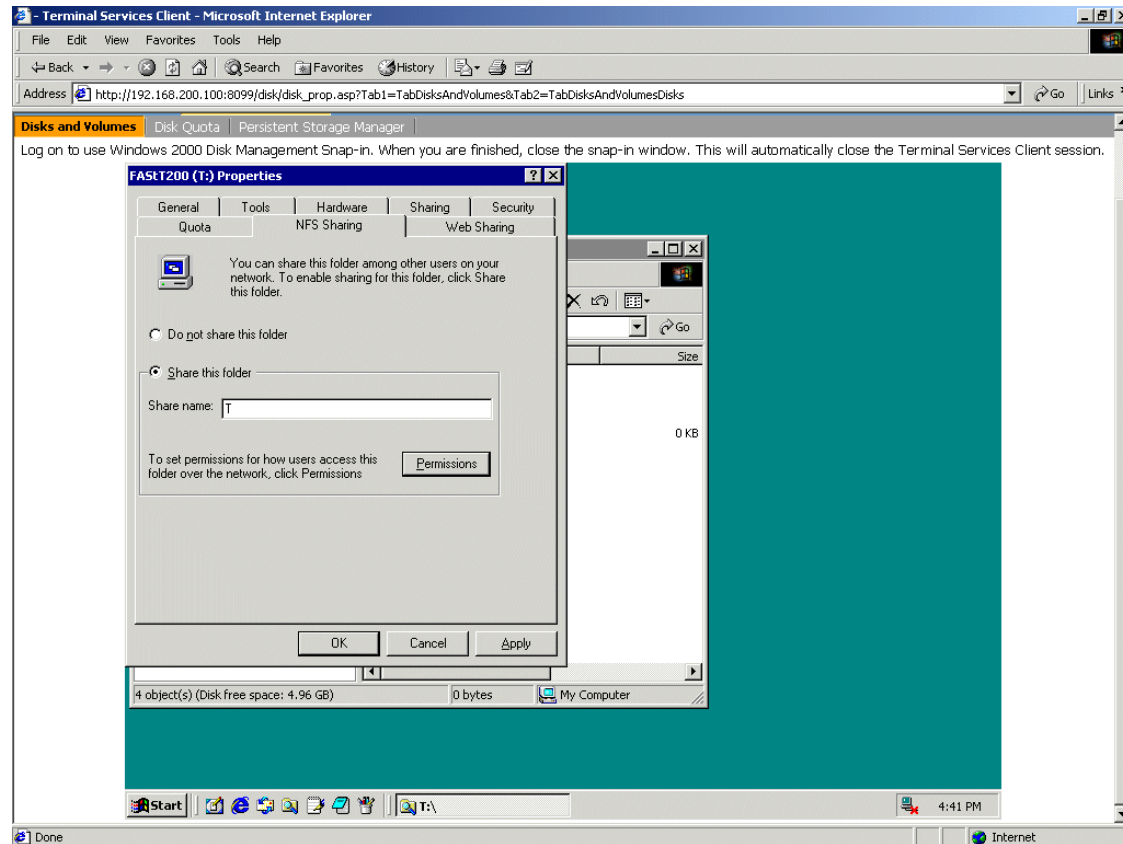 - Terminal Services Client - Microsoft Internet Explorer
File Edit View Favorites Tools Help
Back Search Favorites History
Address http://192.168.200.100:8099/disk/disk_prop.asp?Tab1=TabDisksAndVolumes&Tab2=TabDisksAndVolumesDisks Go Links
Disks and Volumes Disk Quota Persistent Storage Manager
Log on to use Windows 2000 Disk Management Snap-in. When you are finished, close the snap-in window. This will automatically close the Terminal Services Client session.
FAStT200 (T:) Properties
General Tools Hardware Sharing Security
Quota NFS Sharing Web Sharing
You can share this folder among other users on your
network. To enable sharing for this folder, click Share
this folder.
Go
Do not share this folder
Size
Share this folder
Share name: T
0 KB
To set permissions for how users access this
folder over the network, click Permissions
Permissions
OK Cancel Apply
4 object(s) (Disk free space: 4.96 GB) 0 bytes My Computer
Start T:\ 4:41 PM
Done Internet